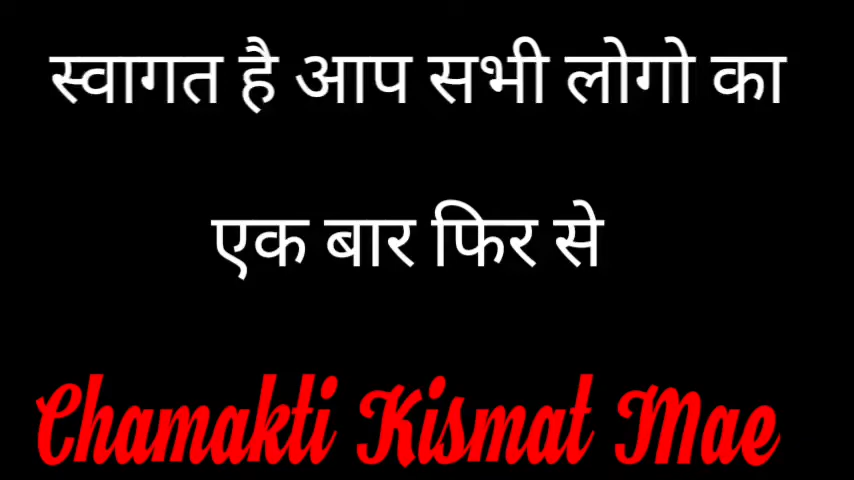 स्वागत है आप सभी लोगो का
एक बार फिर से
Chamakti Kismat Mae